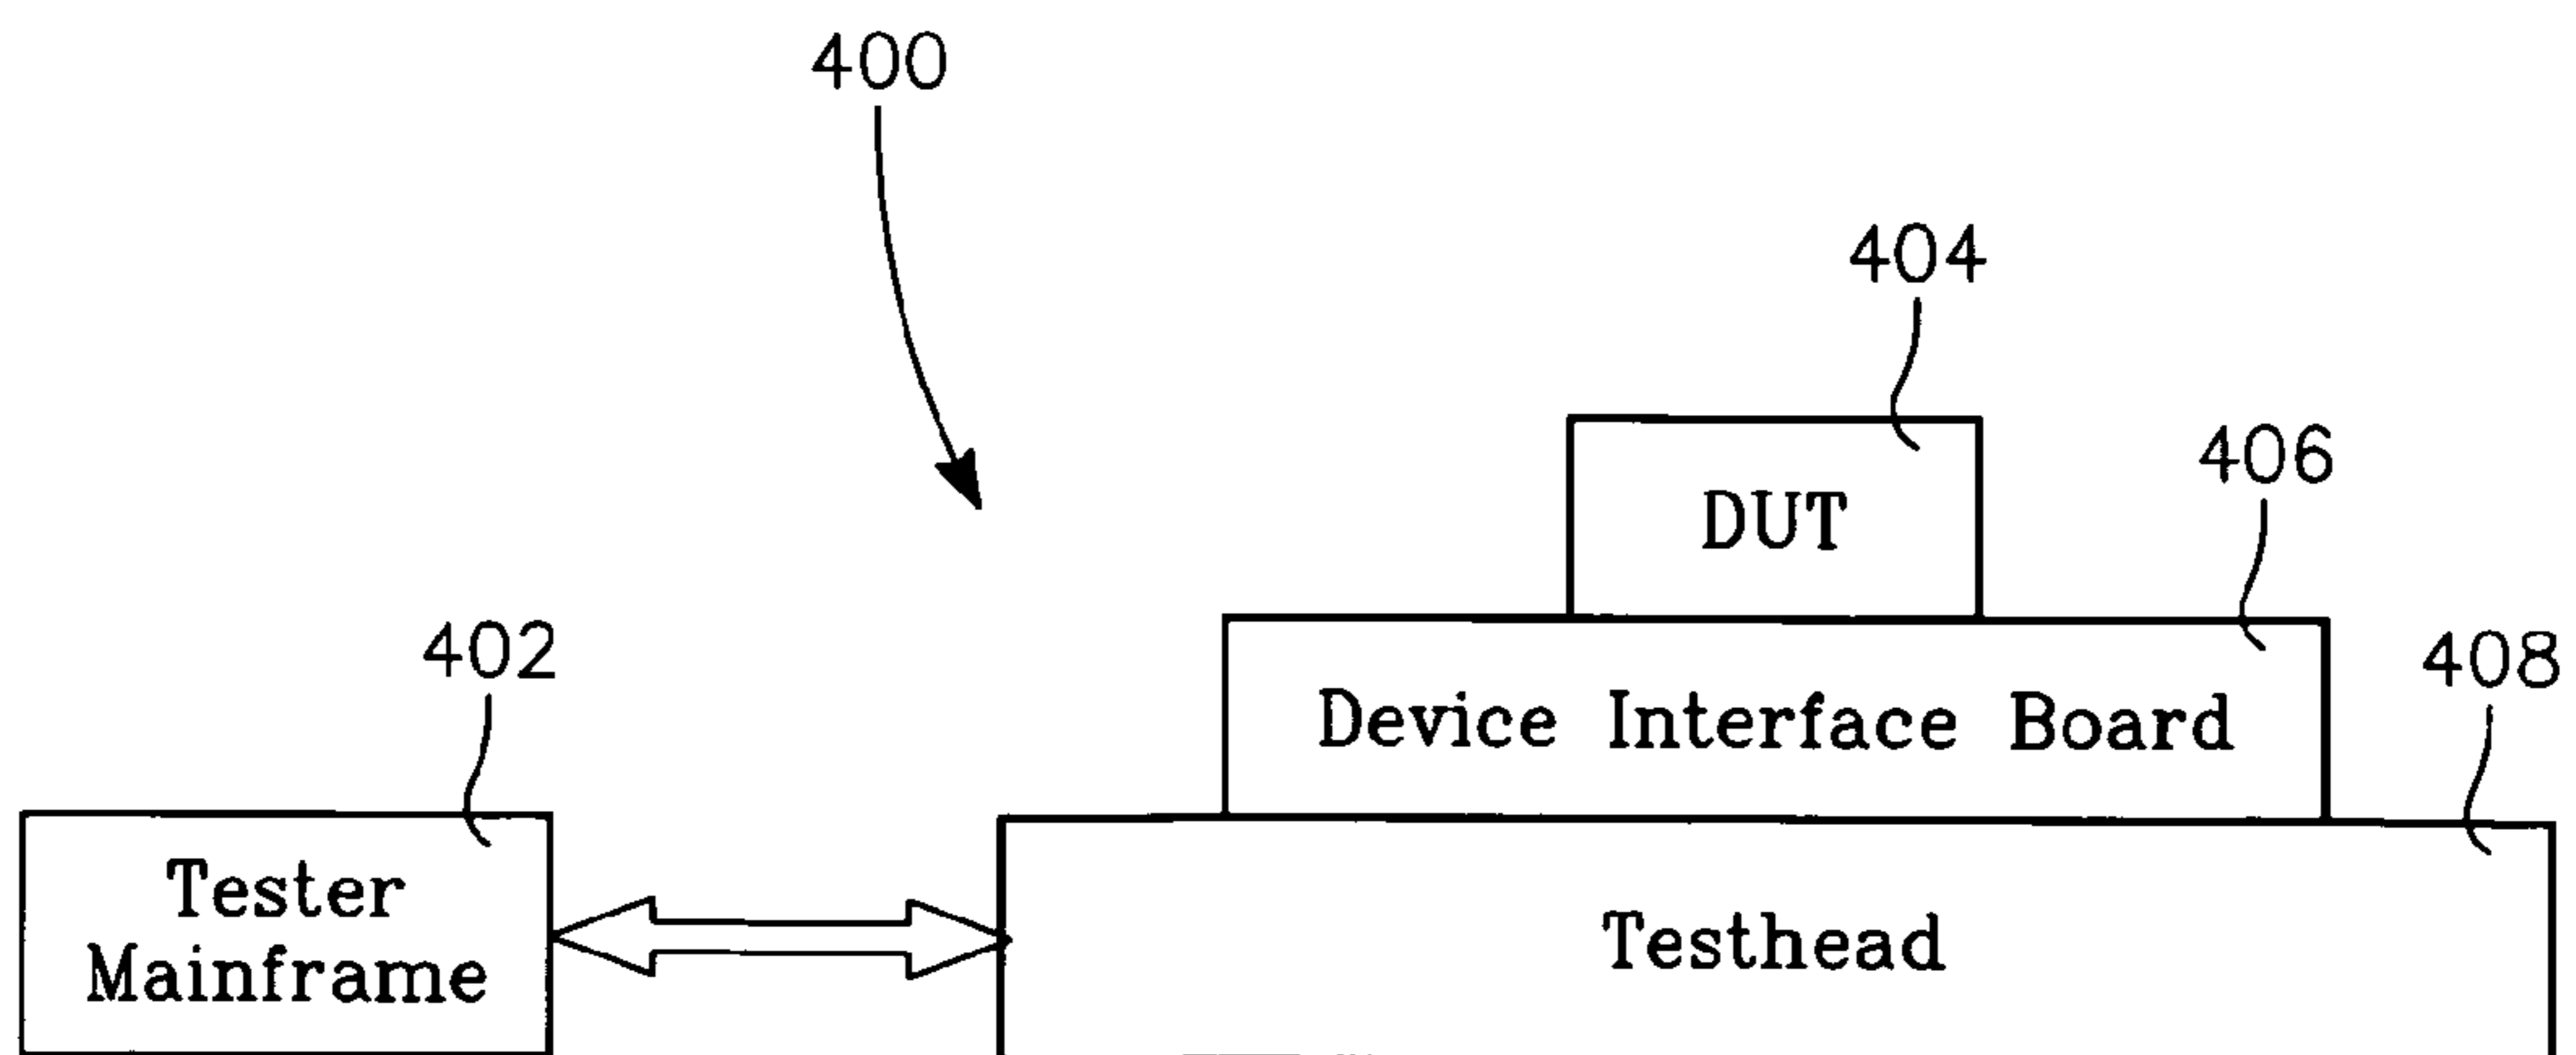 400
404
DUT
406
402
Device Interface Board
408
Tester
Mainframe
Testhead